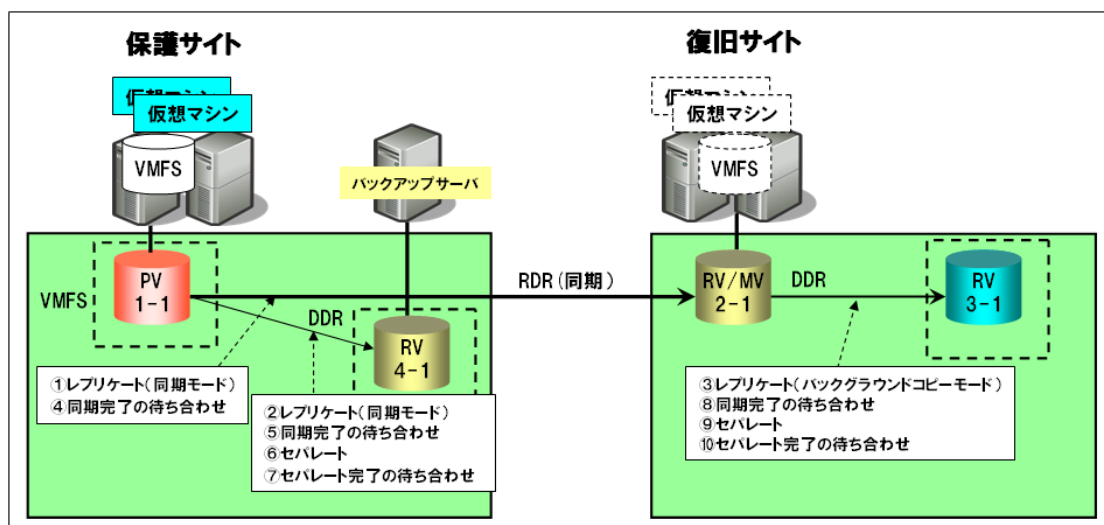 保護サイト
復旧サイト
仮想マシン
仮想マシン
VMFS
バックアップサーバ
仮想マシン
仮想マシン
VMFS
VMFS
PV
1-1
RDR(同期)
DDR
RV
4-1
RV/MV
2-1
DDR
RV
3-1
①レプリケート(同期モード)
④同期完了の待ち合わせ
②レプリケート(同期モード)
⑤同期完了の待ち合わせ
⑥セパレート
⑦セパレート完了の待ち合わせ
③レプリケート(バックグラウンドコピーモード)
⑧同期完了の待ち合わせ
⑨セパレート
⑩セパレート完了の待ち合わせ